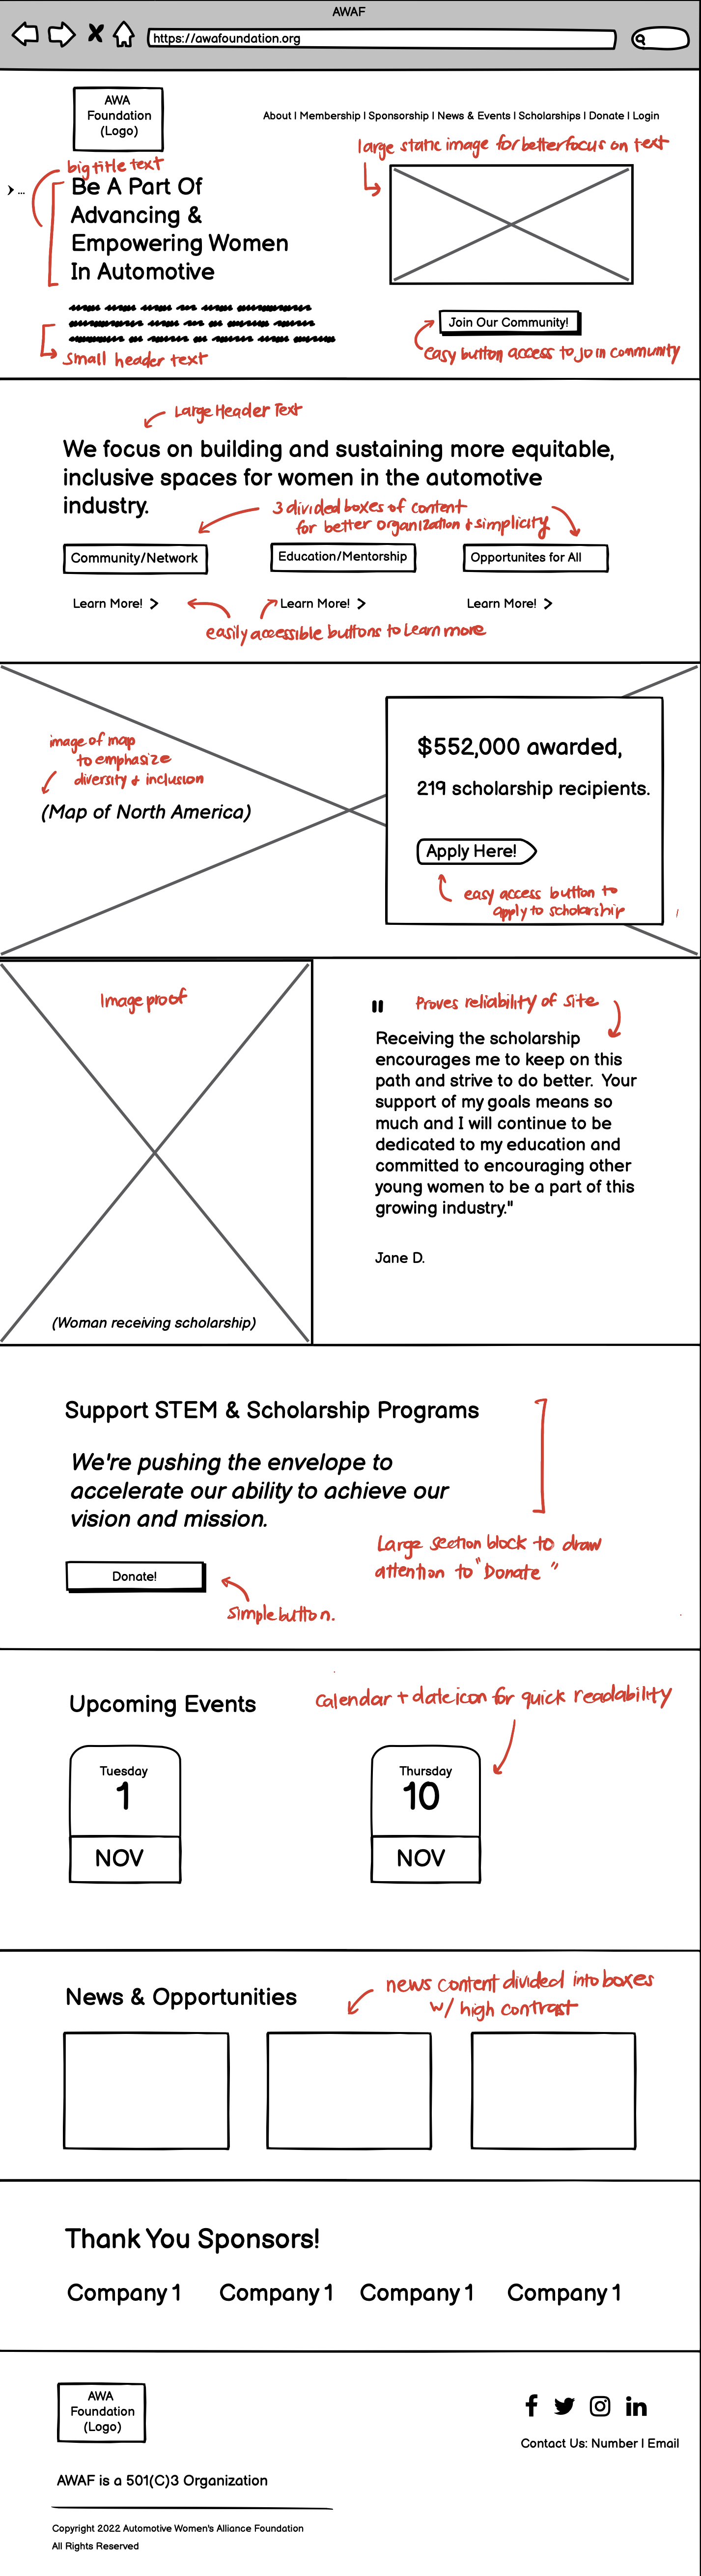 AWAF
https://awafoundation.org
AWA
Foundation
(Logo)
About | Membership | Sponsorship | News & Events | Scholarships | Donate | Login
large static image for better focus on text
big title text
...
Be A Part Of
Advancing &
Empowering Women
In Automotive
Join Our Community!
easy button access to join community
small header text
Large Header Text
We focus on building and sustaining more equitable,
inclusive spaces for women in the automotive
industry.
3 divided boxes of content
for better organization & simplicity
Community/Network
Education/Mentorship
Opportunites for All
Learn More!
Learn More!
Learn More!
easily accessible buttons to Learn more
image of map
to emphasize
diversity & inclusion
(Map of North America)
$552,000 awarded,
219 scholarship recipients.
Apply Here!
easy access button to
apply to scholarship
Image proof
(Woman receiving scholarship)
"
Proves reliability of site
Receiving the scholarship
encourages me to keep on this
path and strive to do better. Your
support of my goals means so
much and I will continue to be
dedicated to my education and
committed to encouraging other
young women to be a part of this
growing industry."
Jane D.
Support STEM & Scholarship Programs
We're pushing the envelope to
accelerate our ability to achieve our
vision and mission.
Large section block to draw
attention to "Donate"
Donate!
simple button.
Upcoming Events
Calendar + date icon for quick readability
Tuesday
1
NOV
Thursday
10
NOV
News & Opportunities
news content divided into boxes
w/ high contrast
Thank You Sponsors!
Company 1 Company 1 Company 1 Company 1
AWA
Foundation
(Logo)
Contact Us: Number | Email
AWAF is a 501(C)3 Organization
Copyright 2022 Automotive Women's Alliance Foundation
All Rights Reserved